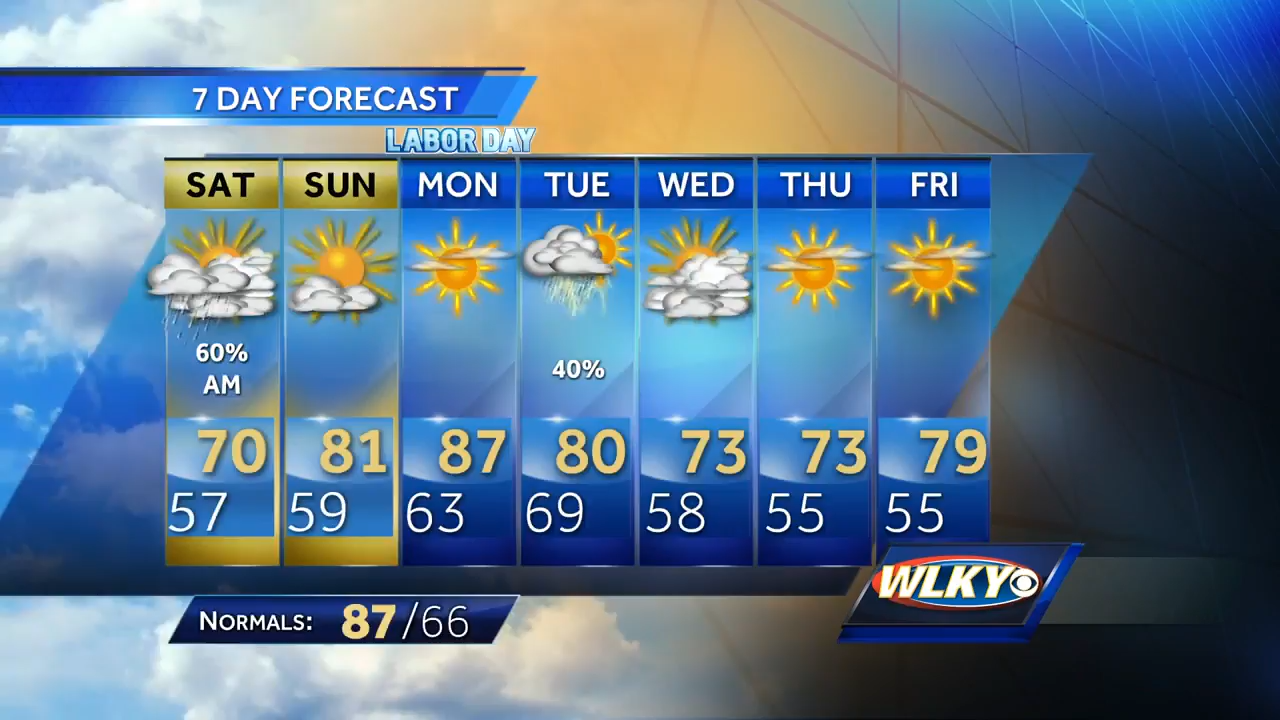 7 DAY FORECAST
LABOR DAY
SAT SUN MON TUE WED THU FRI
60% 40%
AM
70 81 87 80 73 73 79
57 59 63 69 58 55 55
WLKY
NORMALS: 87/66